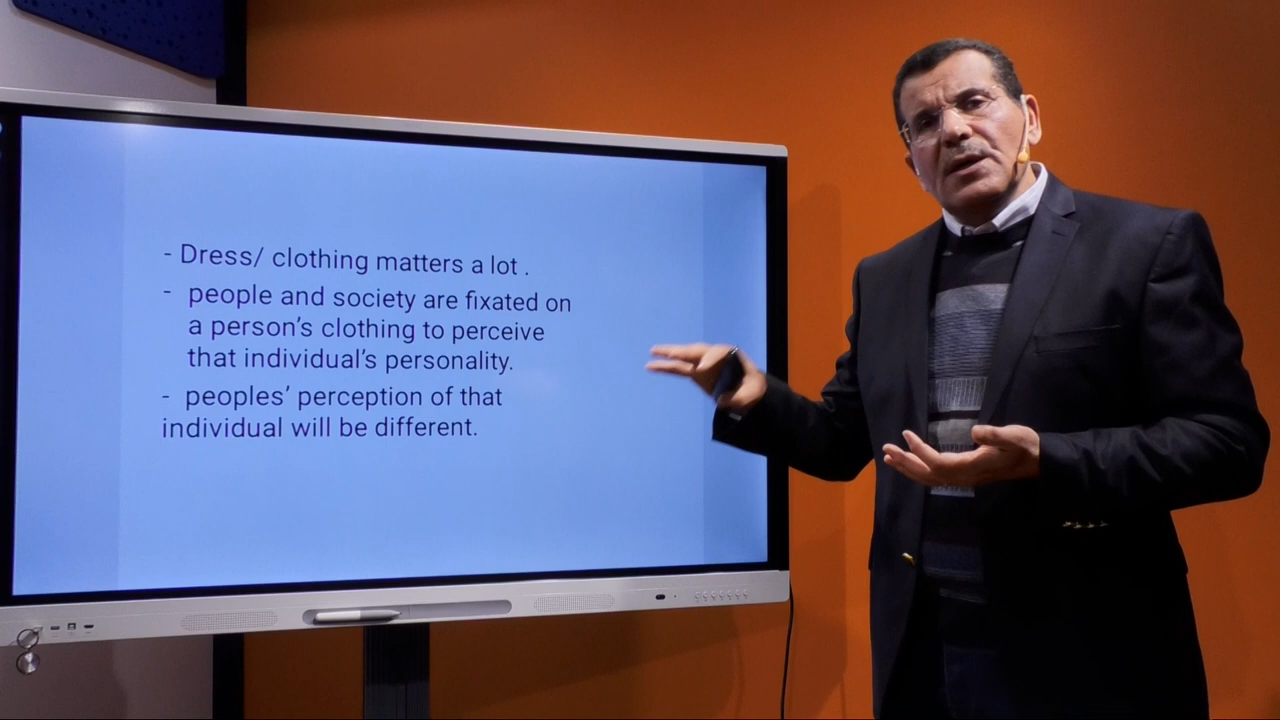 - Dress/ clothing matters a lot .
- people and society are fixated on
a person's clothing to perceive
that individual's personality.
- peoples' perception of that
individual will be different.